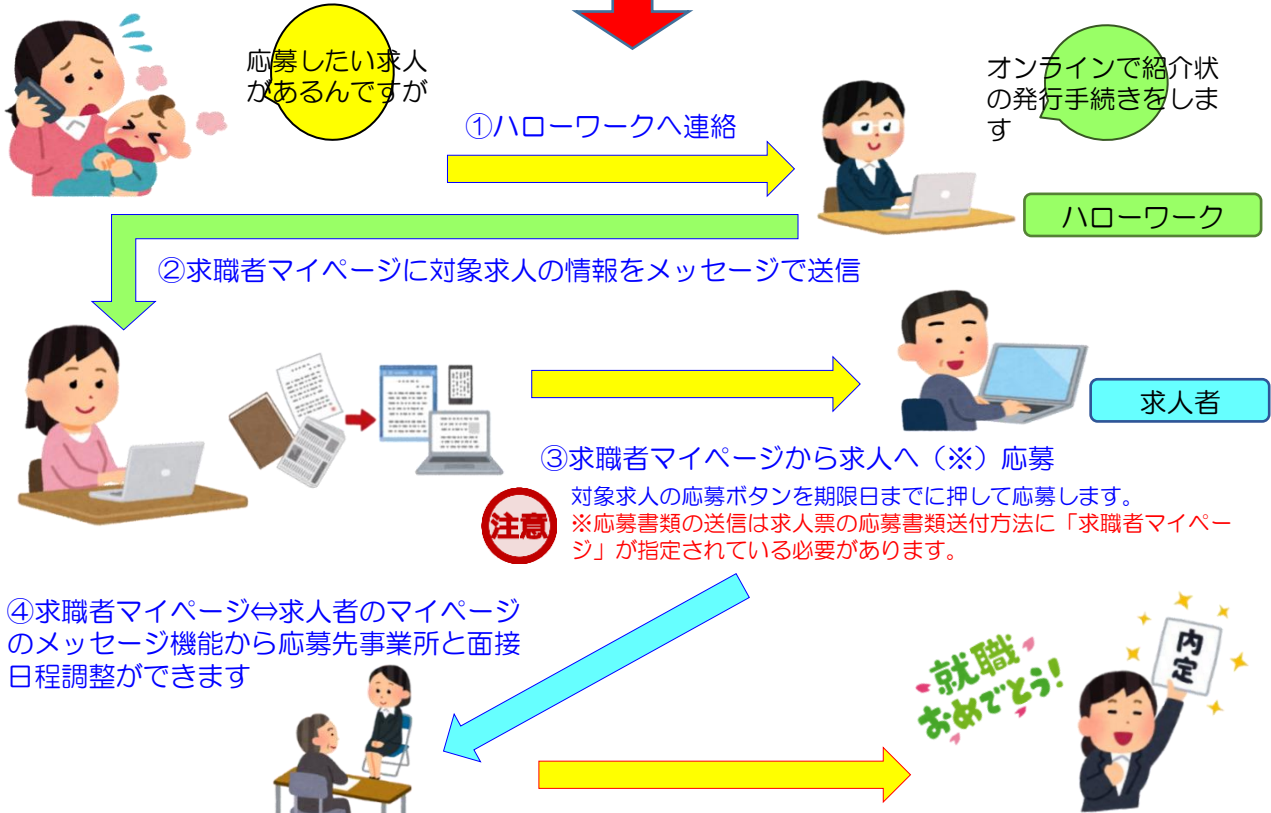 応募したい求人
があるんですが
オンラインで紹介状
の発行手続きをしま
す
①ハローワークへ連絡
ハローワーク
②求職者マイページに対象求人の情報をメッセージで送信
求人者
③求職者マイページから求人へ（※）応募
注意
対象求人の応募ボタンを期限日までに押して応募します。
※応募書類の送信は求人票の応募書類送付方法に「求職者マイペー
ジ」が指定されている必要があります。
④求職者マイページ⇔求人者のマイページ
のメッセージ機能から応募先事業所と面接
日程調整ができます
就職
おめでとう!
内定